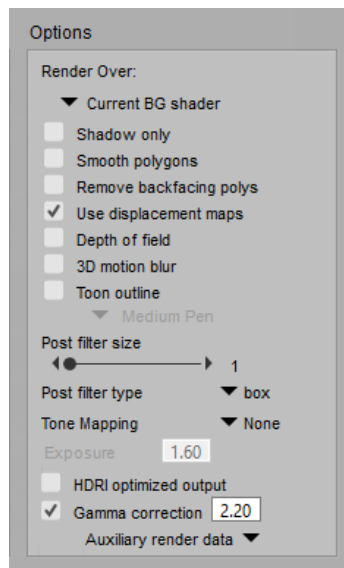 Options
Render Over:
Current BG shader
Shadow only
Smooth polygons
Remove backfacing polys
Use displacement maps
Depth of field
3D motion blur
Toon outline
Medium Pen
Post filter size
1
Post filter type box
Tone Mapping None
Exposure 1.60
HDRI optimized output
Gamma correction 2.20
Auxiliary render data